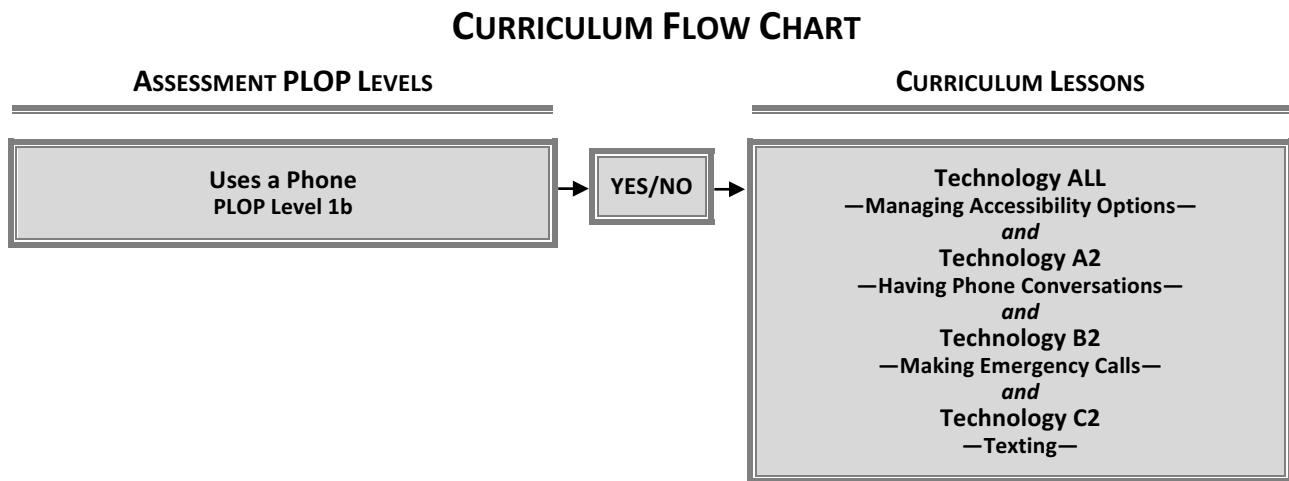 CURRICULUM FLOW CHART
ASSESSMENT PLOP LEVELS
CURRICULUM LESSONS
Uses a Phone
PLOP Level 1b
YES/NO
Technology ALL
—Managing Accessibility Options—
and
Technology A2
—Having Phone Conversations—
and
Technology B2
—Making Emergency Calls—
and
Technology C2
—Texting—